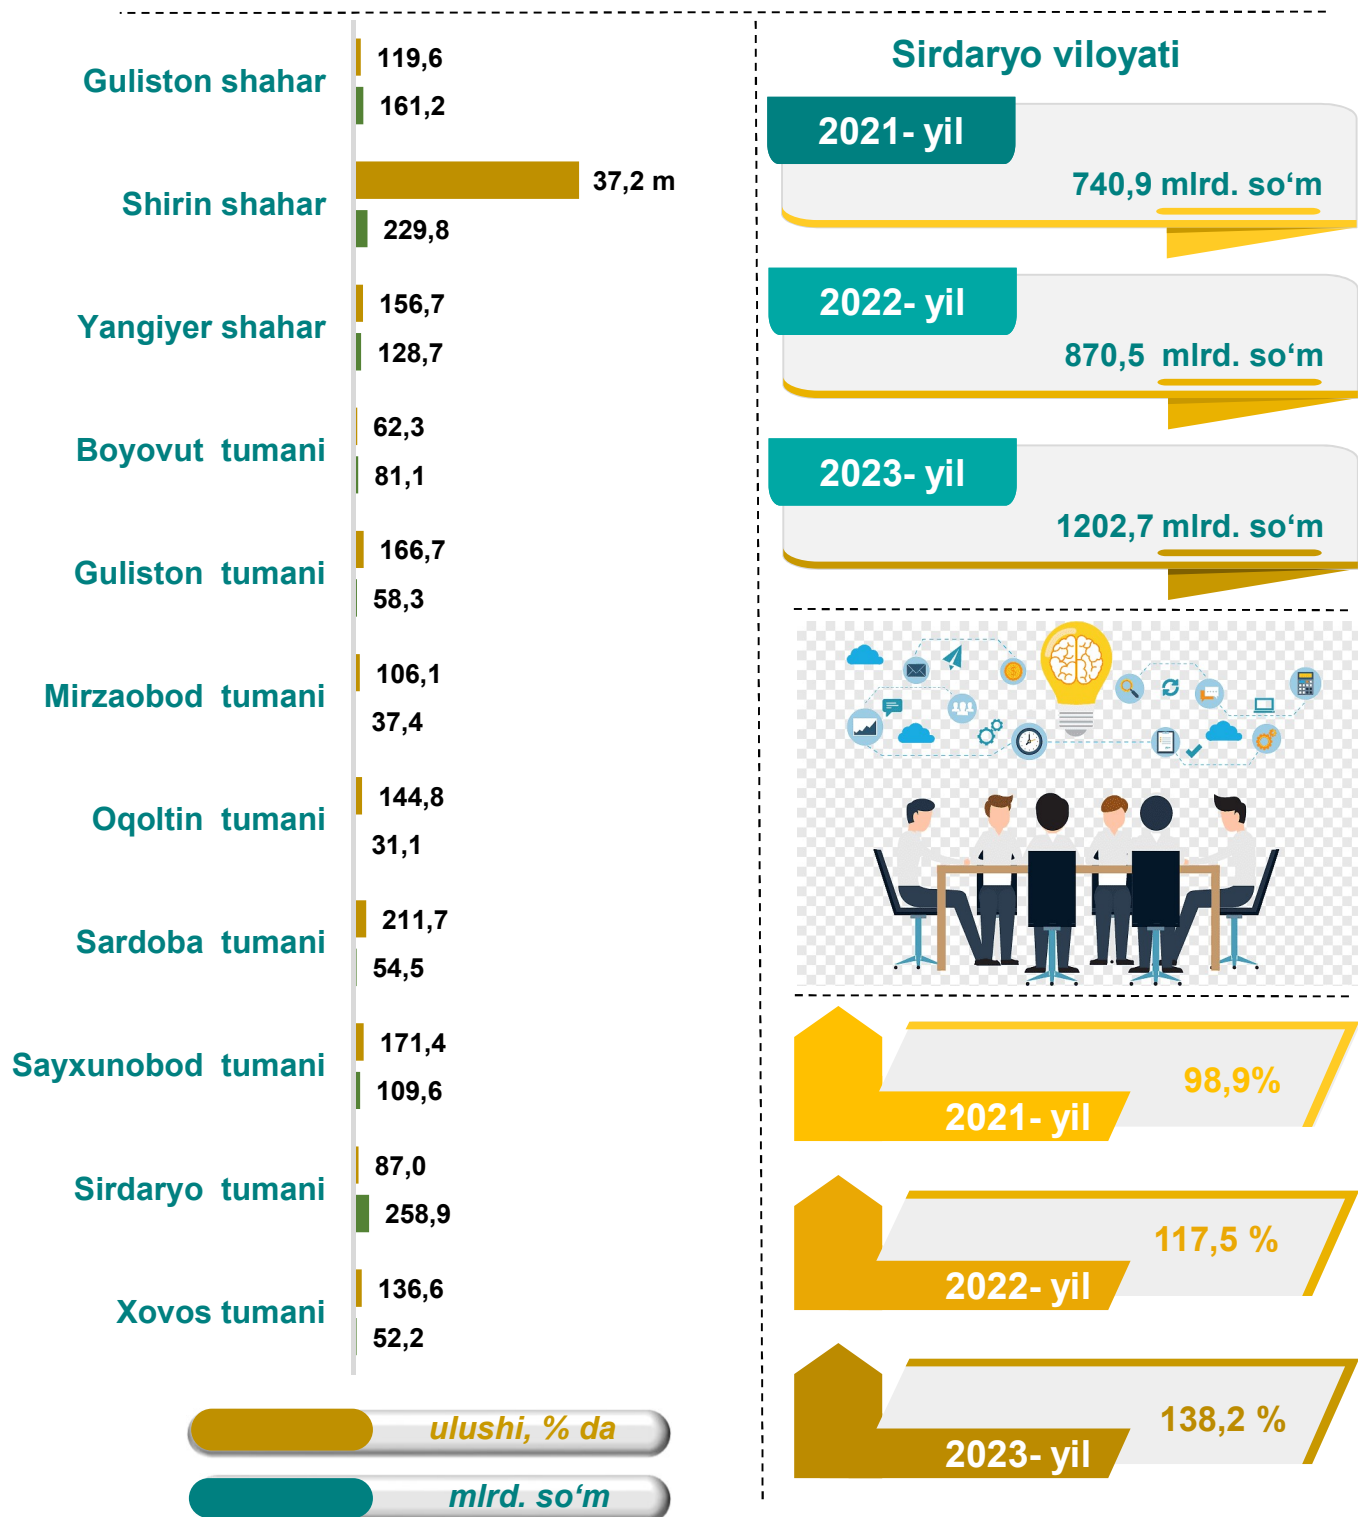 Guliston shahar
119,6
161,2
Shirin shahar
37,2 m
229,8
Yangiyer shahar
156,7
128,7
Boyovut tumani
62,3
81,1
Guliston tumani
166,7
58,3
Mirzaobod tumani
106,1
37,4
Oqoltin tumani
144,8
31,1
Sardoba tumani
211,7
54,5
Sayxunobod tumani
171,4
109,6
Sirdaryo tumani
87,0
258,9
Xovos tumani
136,6
52,2
ulushi, % da
mlrd. so‘m
Sirdaryo viloyati
2021- yil
740,9 mlrd. so‘m
2022- yil
870,5 mlrd. so‘m
2023- yil
1202,7 mlrd. so‘m
98,9%
2021- yil
117,5 %
2022- yil
138,2 %
2023- yil